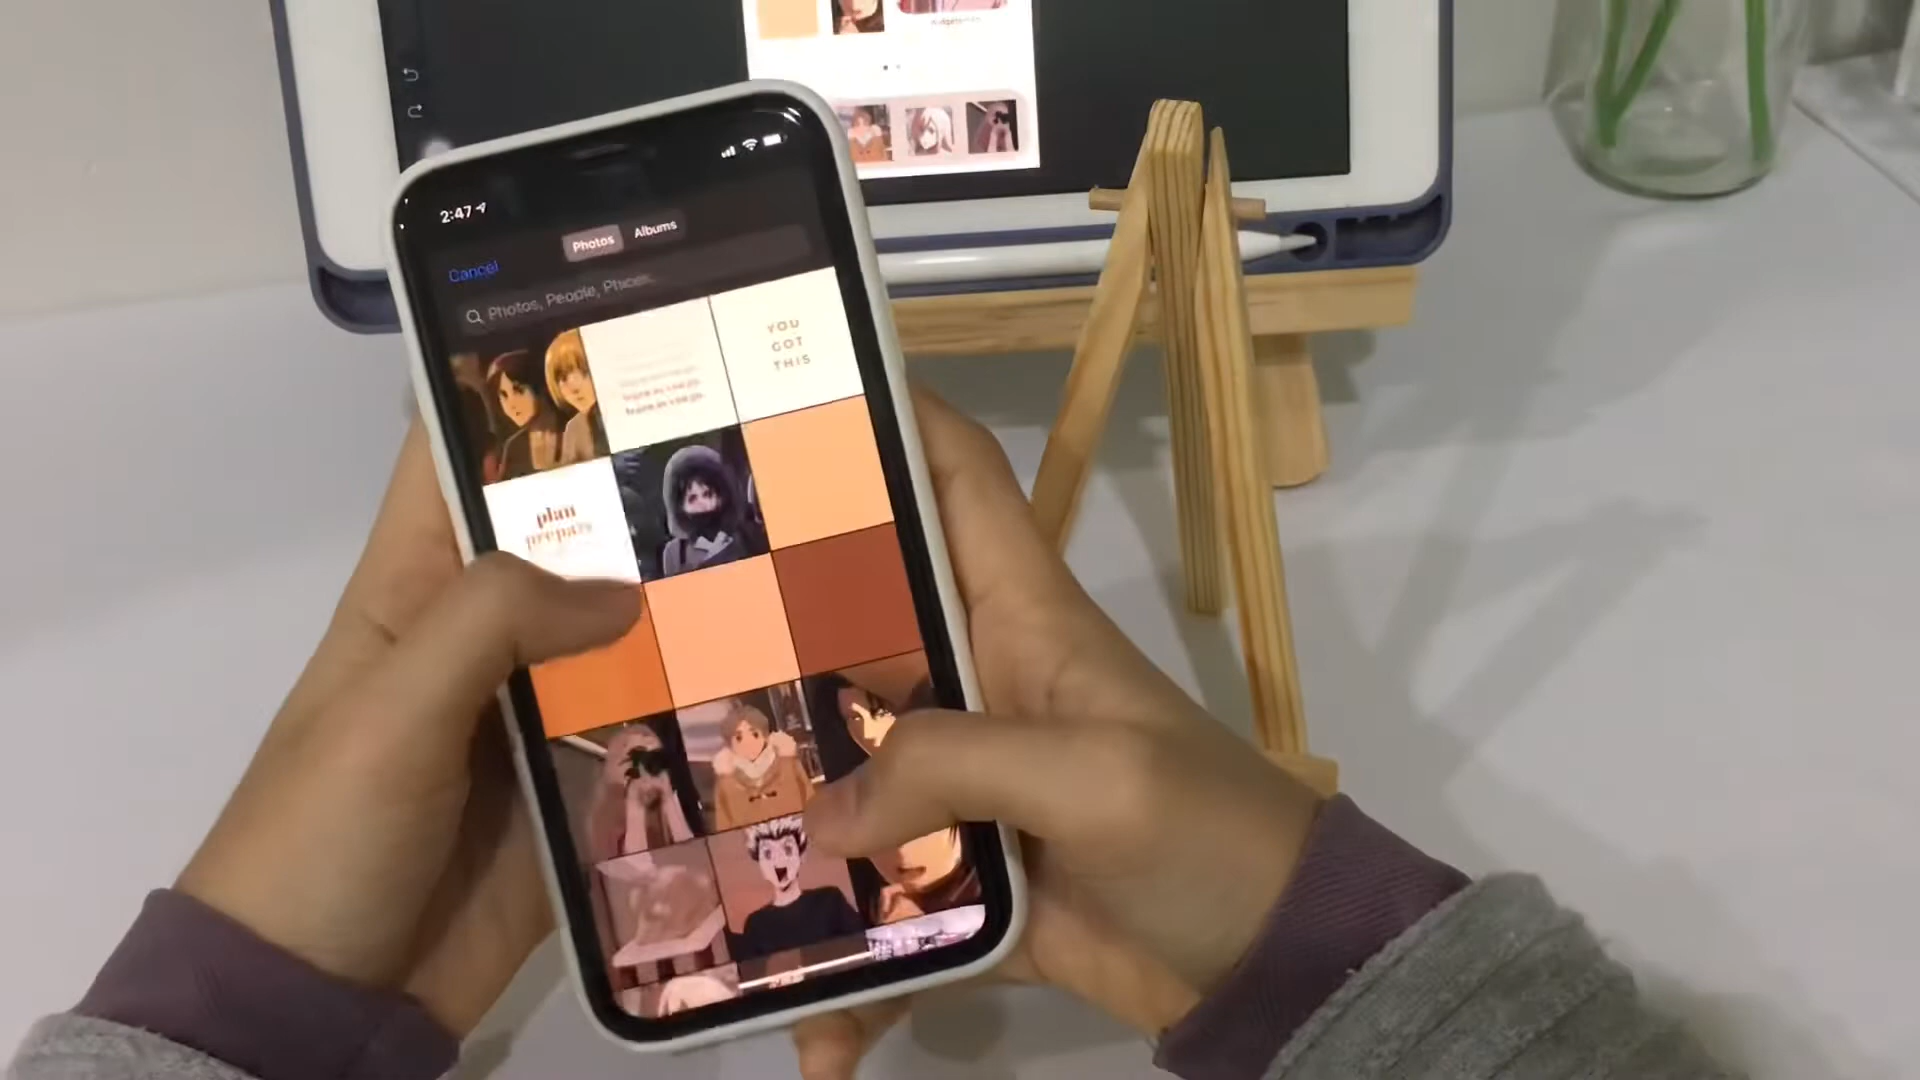 2:47
Photos
Albums
Cancel
Photos, People, Places...
YOU
GOT
THIS
plan
prepare